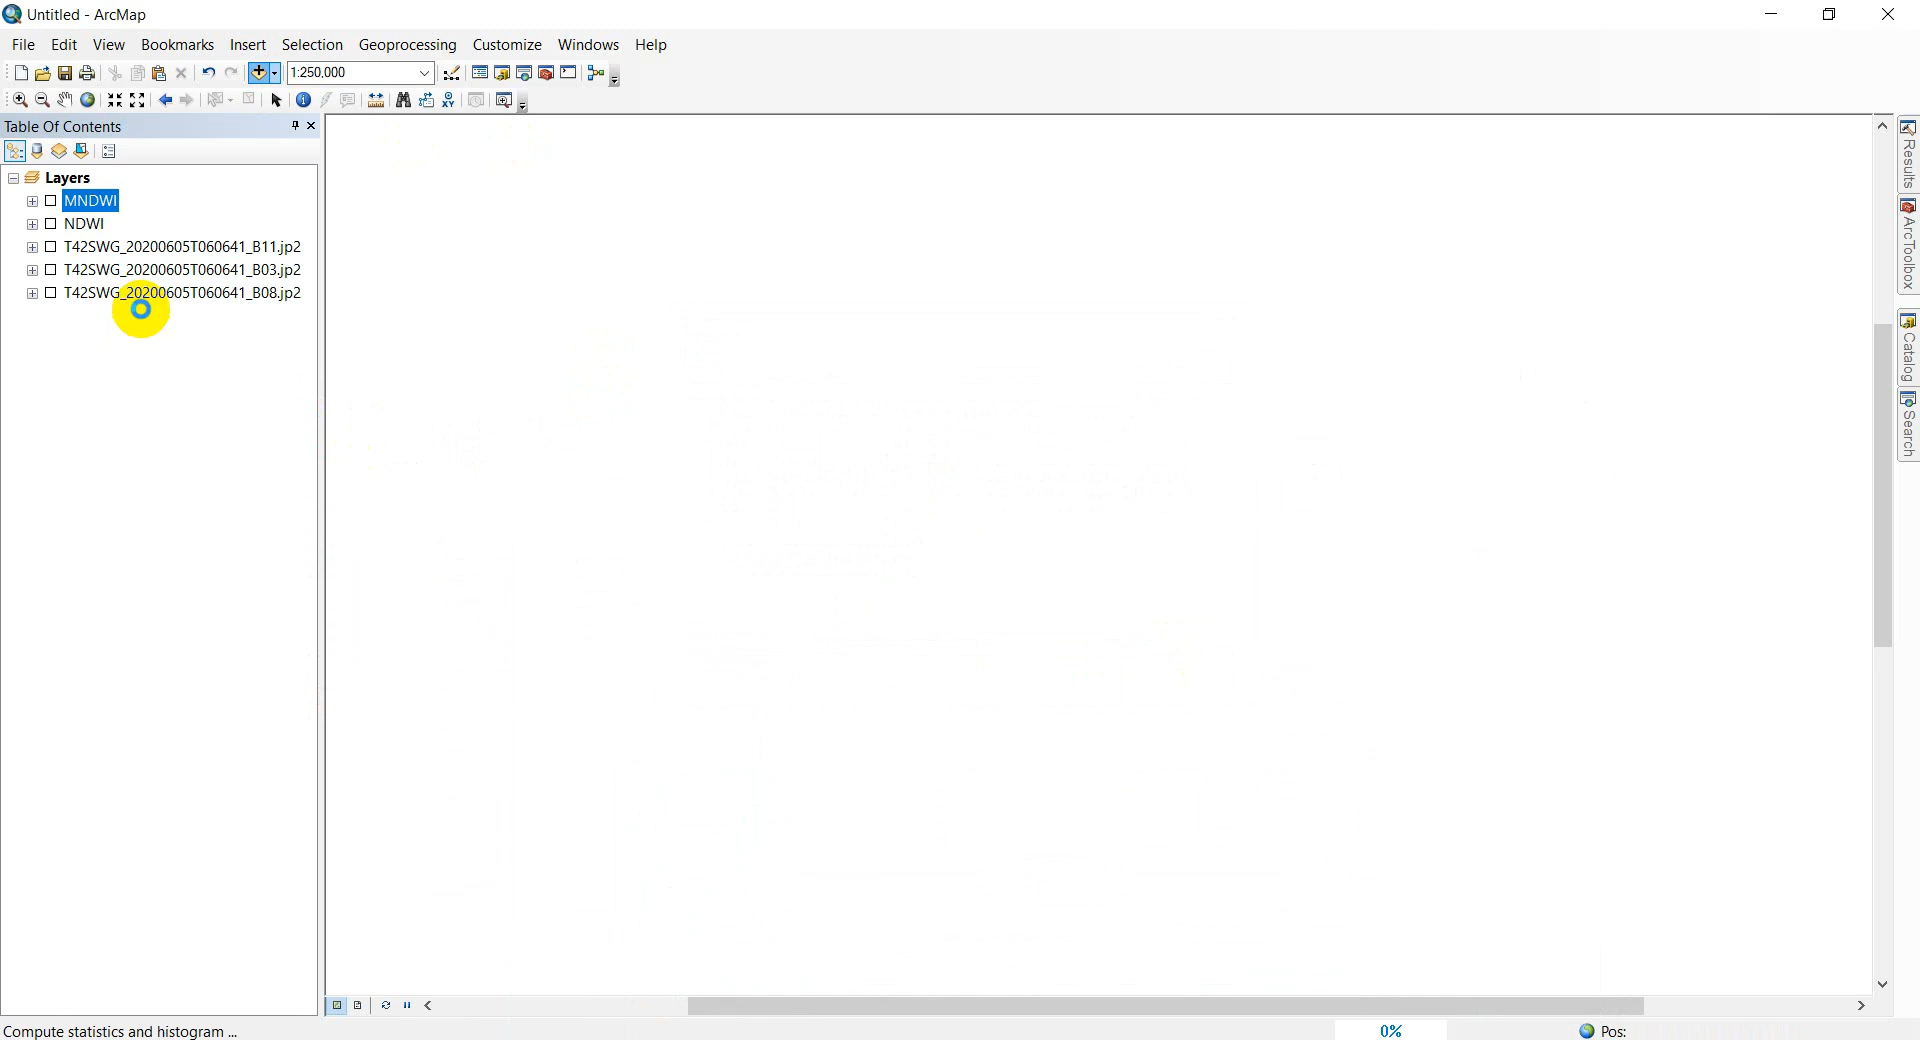 Untitled - ArcMap
File Edit View Bookmarks Insert Selection Geoprocessing Customize Windows Help
1:250,000
Table Of Contents
Layers
MNDWI
NDWI
T42SWG_20200605T060641_B11.jp2
T42SWG_20200605T060641_B03.jp2
T42SWG_20200605T060641_B08.jp2
Results
ArcToolbox
Catalog
Search
Compute statistics and histogram ...
0%
Pos: